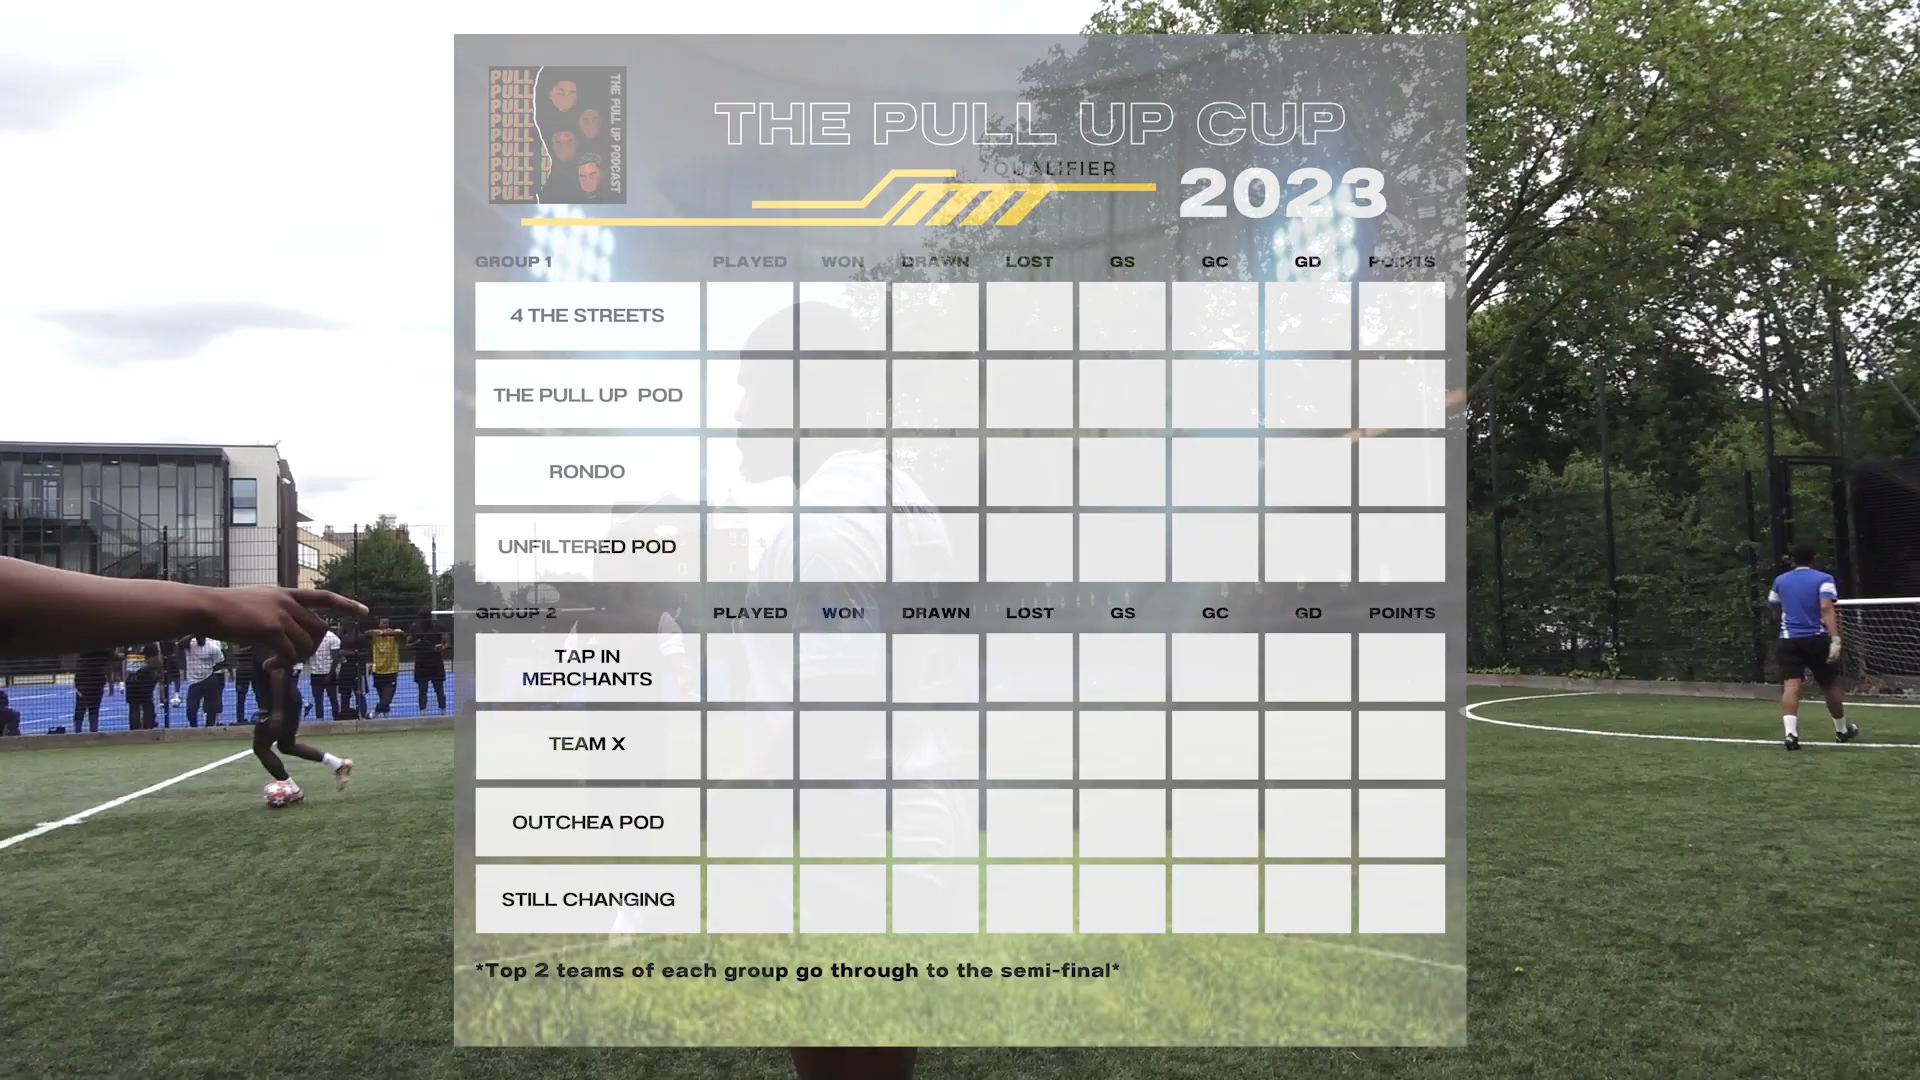 PULL
PULL
PULL
PULL
PULL
PULL
PULL
PULL
PULL
THE PULL UP PODCAST
THE PULL UP CUP
QUALIFIER
2023
GROUP 1 PLAYED WON DRAWN LOST GS GC GD POINTS
4 THE STREETS
THE PULL UP POD
RONDO
UNFILTERED POD
GROUP 2 PLAYED WON DRAWN LOST GS GC GD POINTS
TAP IN
MERCHANTS
TEAM X
OUTCHEA POD
STILL CHANGING
*Top 2 teams of each group go through to the semi-final*